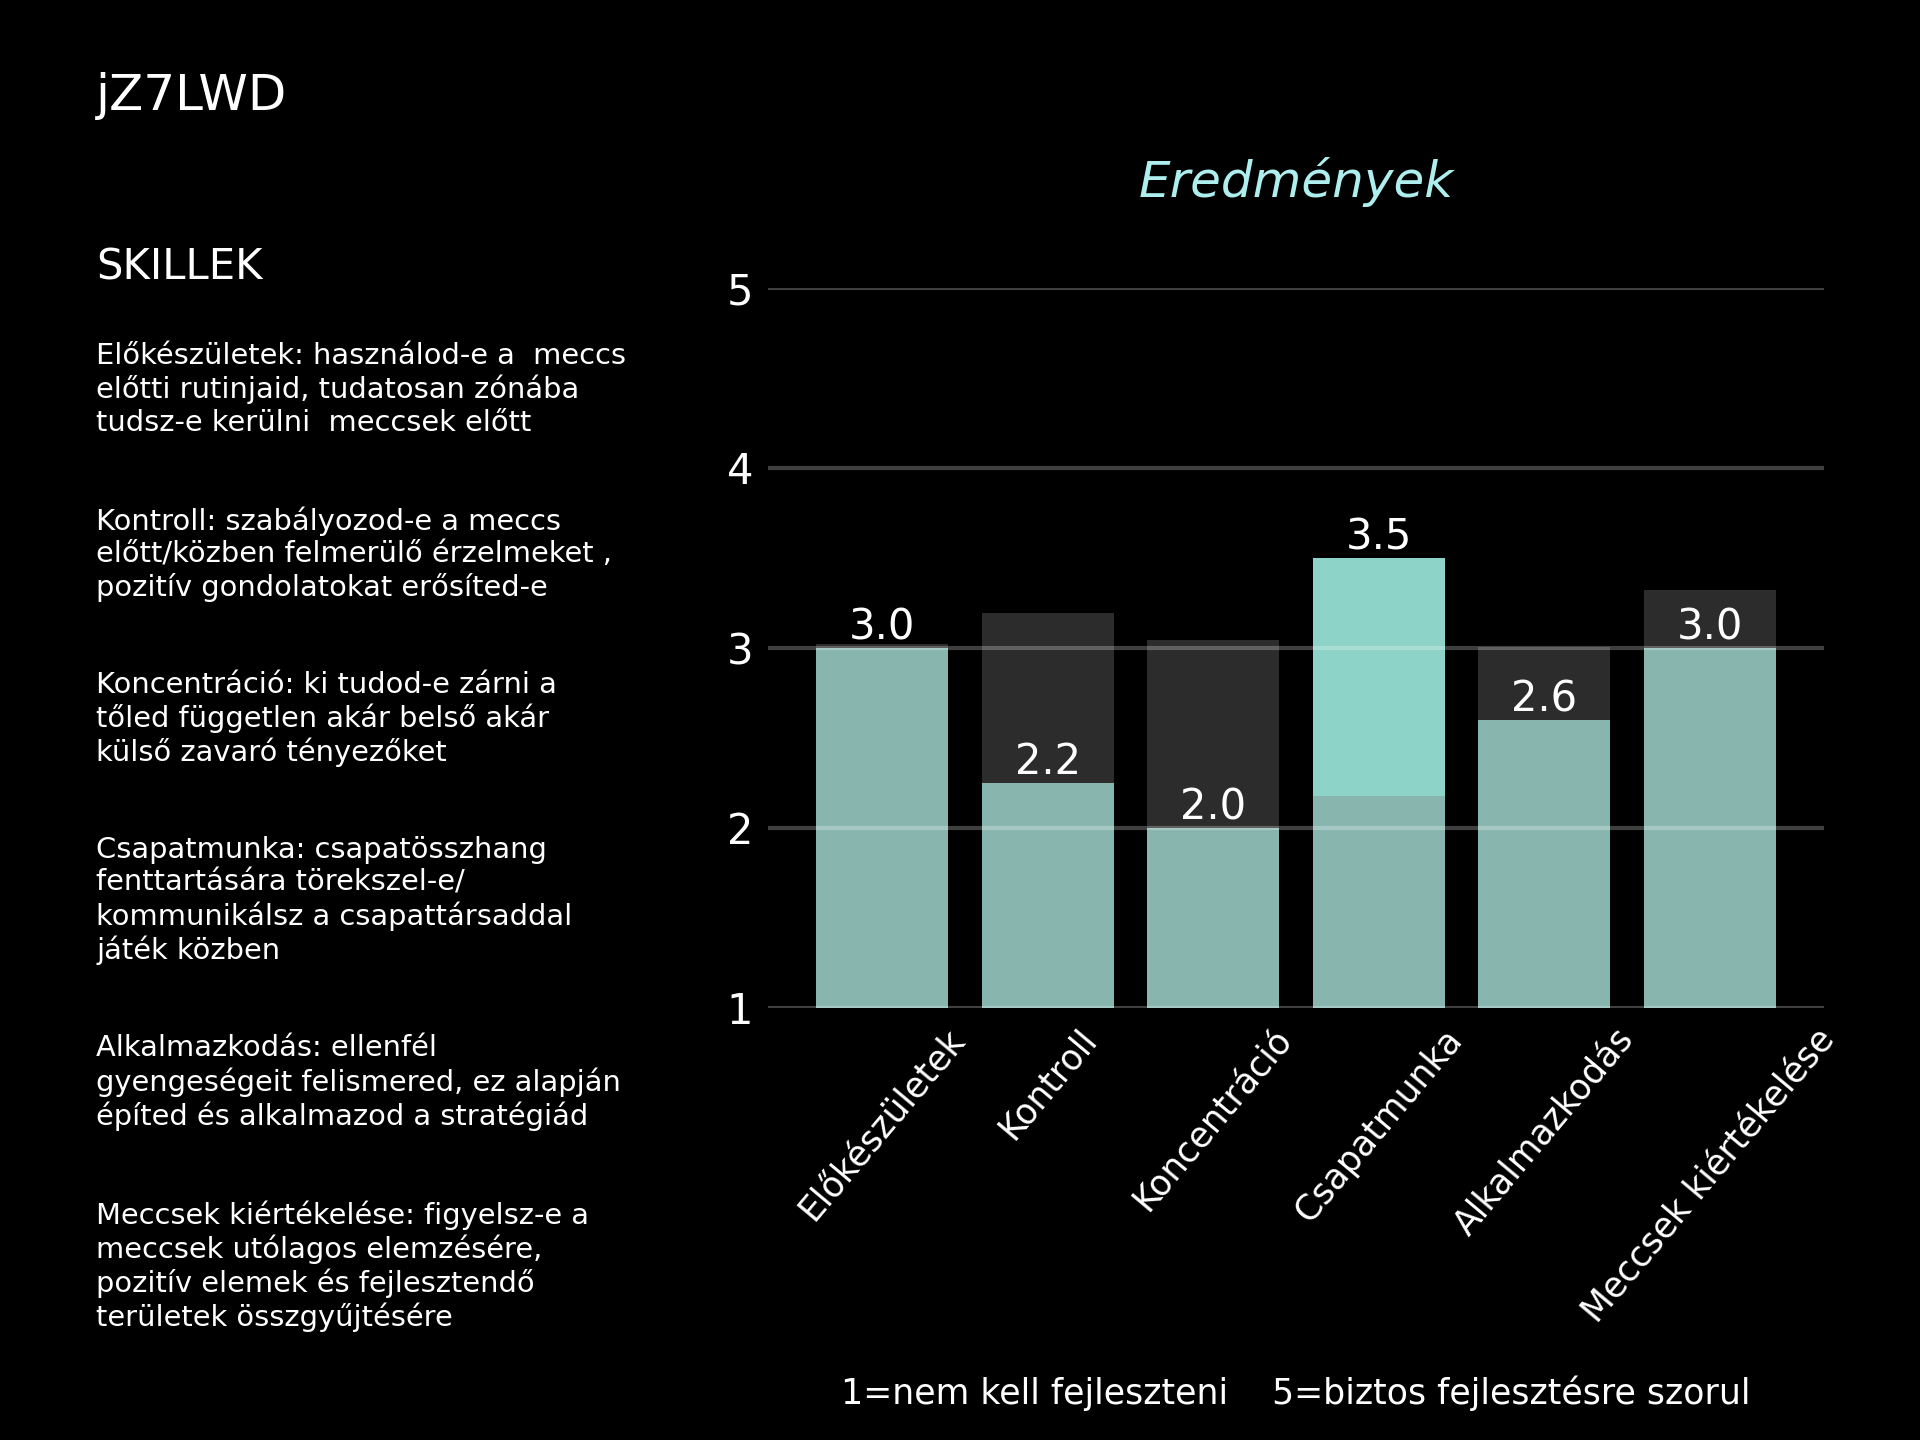 jZ7LWD
SKILLEK
Előkészületek: használod-e a  meccs
előtti rutinjaid, tudatosan zónába
tudsz-e kerülni  meccsek előtt
Kontroll: szabályozod-e a meccs
előtt/közben felmerülő érzelmeket ,
pozitív gondolatokat erősíted-e
Koncentráció: ki tudod-e zárni a
tőled független akár belső akár
külső zavaró tényezőket
Csapatmunka: csapatösszhang
fenttartására törekszel-e/
kommunikálsz a csapattársaddal
játék közben
Alkalmazkodás: ellenfél
gyengeségeit felismered, ez alapján
építed és alkalmazod a stratégiád
Meccsek kiértékelése: figyelsz-e a
meccsek utólagos elemzésére,
pozitív elemek és fejlesztendő
területek összgyűjtésére
Eredmények
5
4
3
2
1
3.0
2.2
2.0
3.5
2.6
3.0
Előkészületek
Kontroll
Koncentráció
Csapatmunka
Alkalmazkodás
Meccsek kiértékelése
1=nem kell fejleszteni    5=biztos fejlesztésre szorul